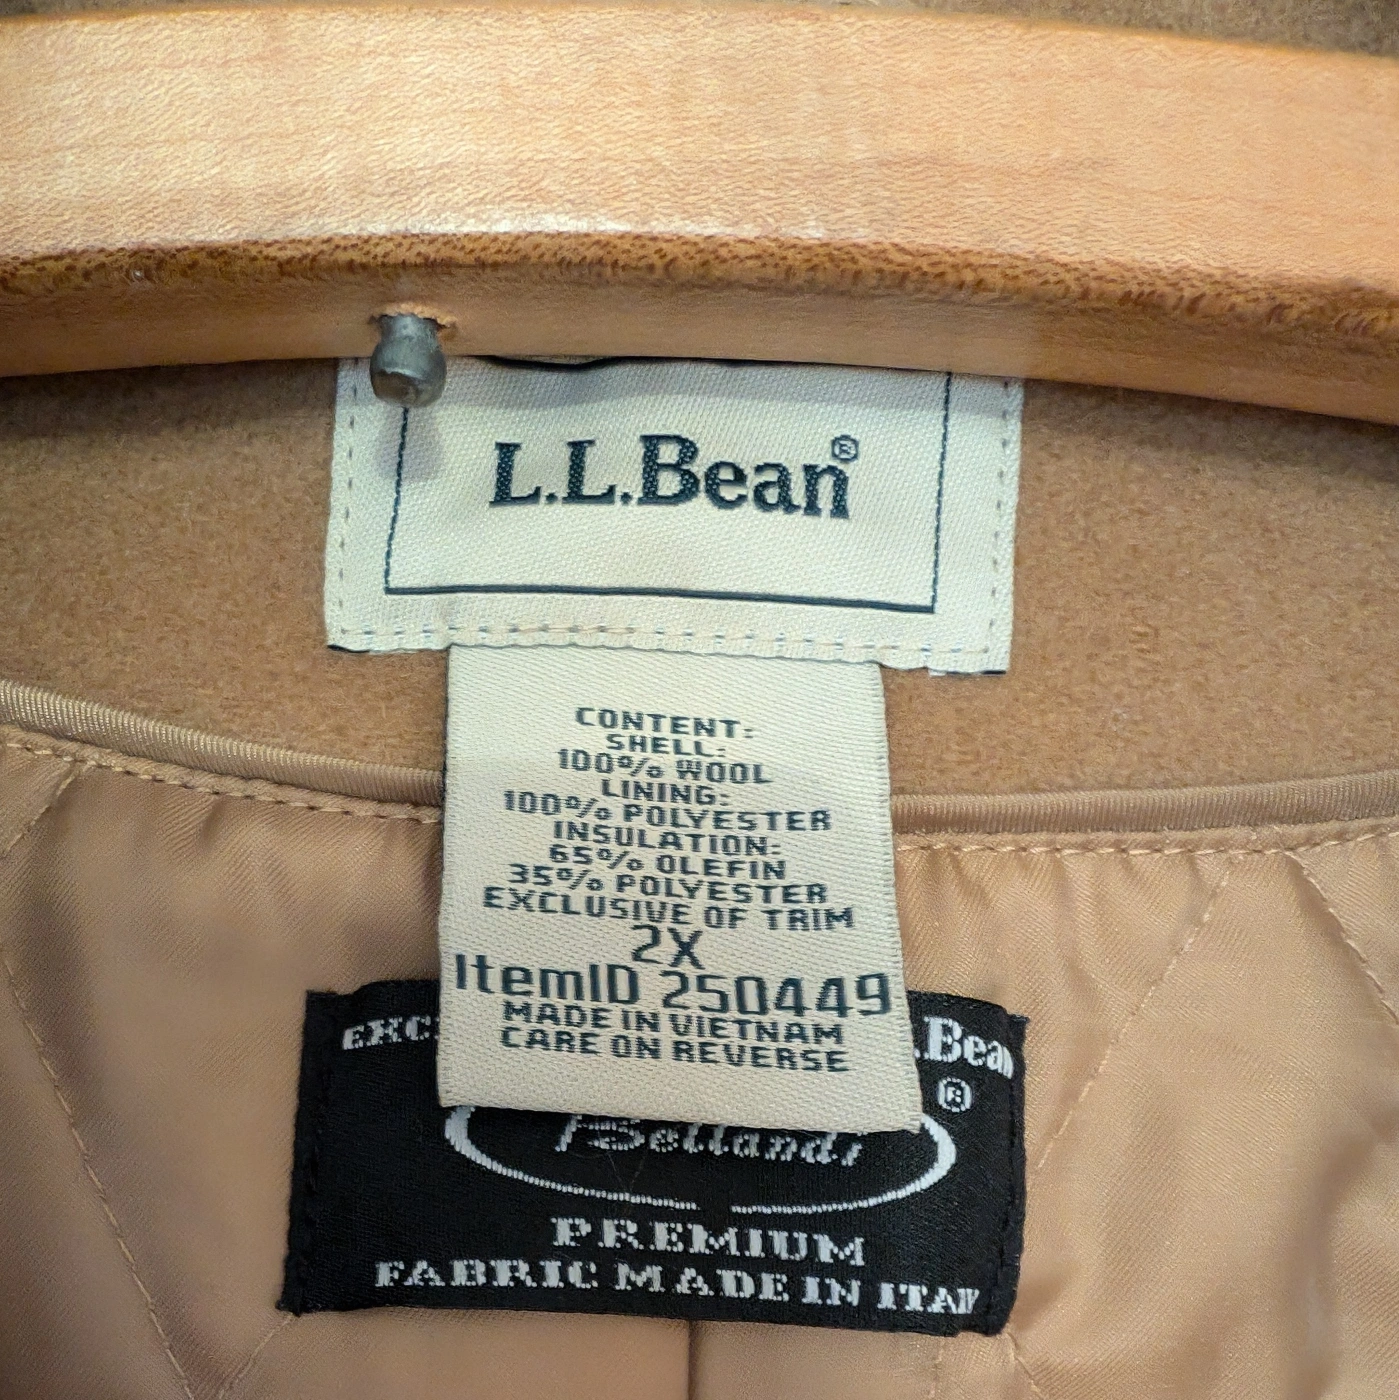 L.L.Bean®
CONTENT:
SHELL:
100% WOOL
LINING:
100% POLYESTER
INSULATION:
65% OLEFIN
35% POLYESTER
EXCLUSIVE OF TRIM
2X
ItemID 250449
MADE IN VIETNAM
CARE ON REVERSE
.Bean
®
PREMIUM
FABRIC MADE IN ITALY